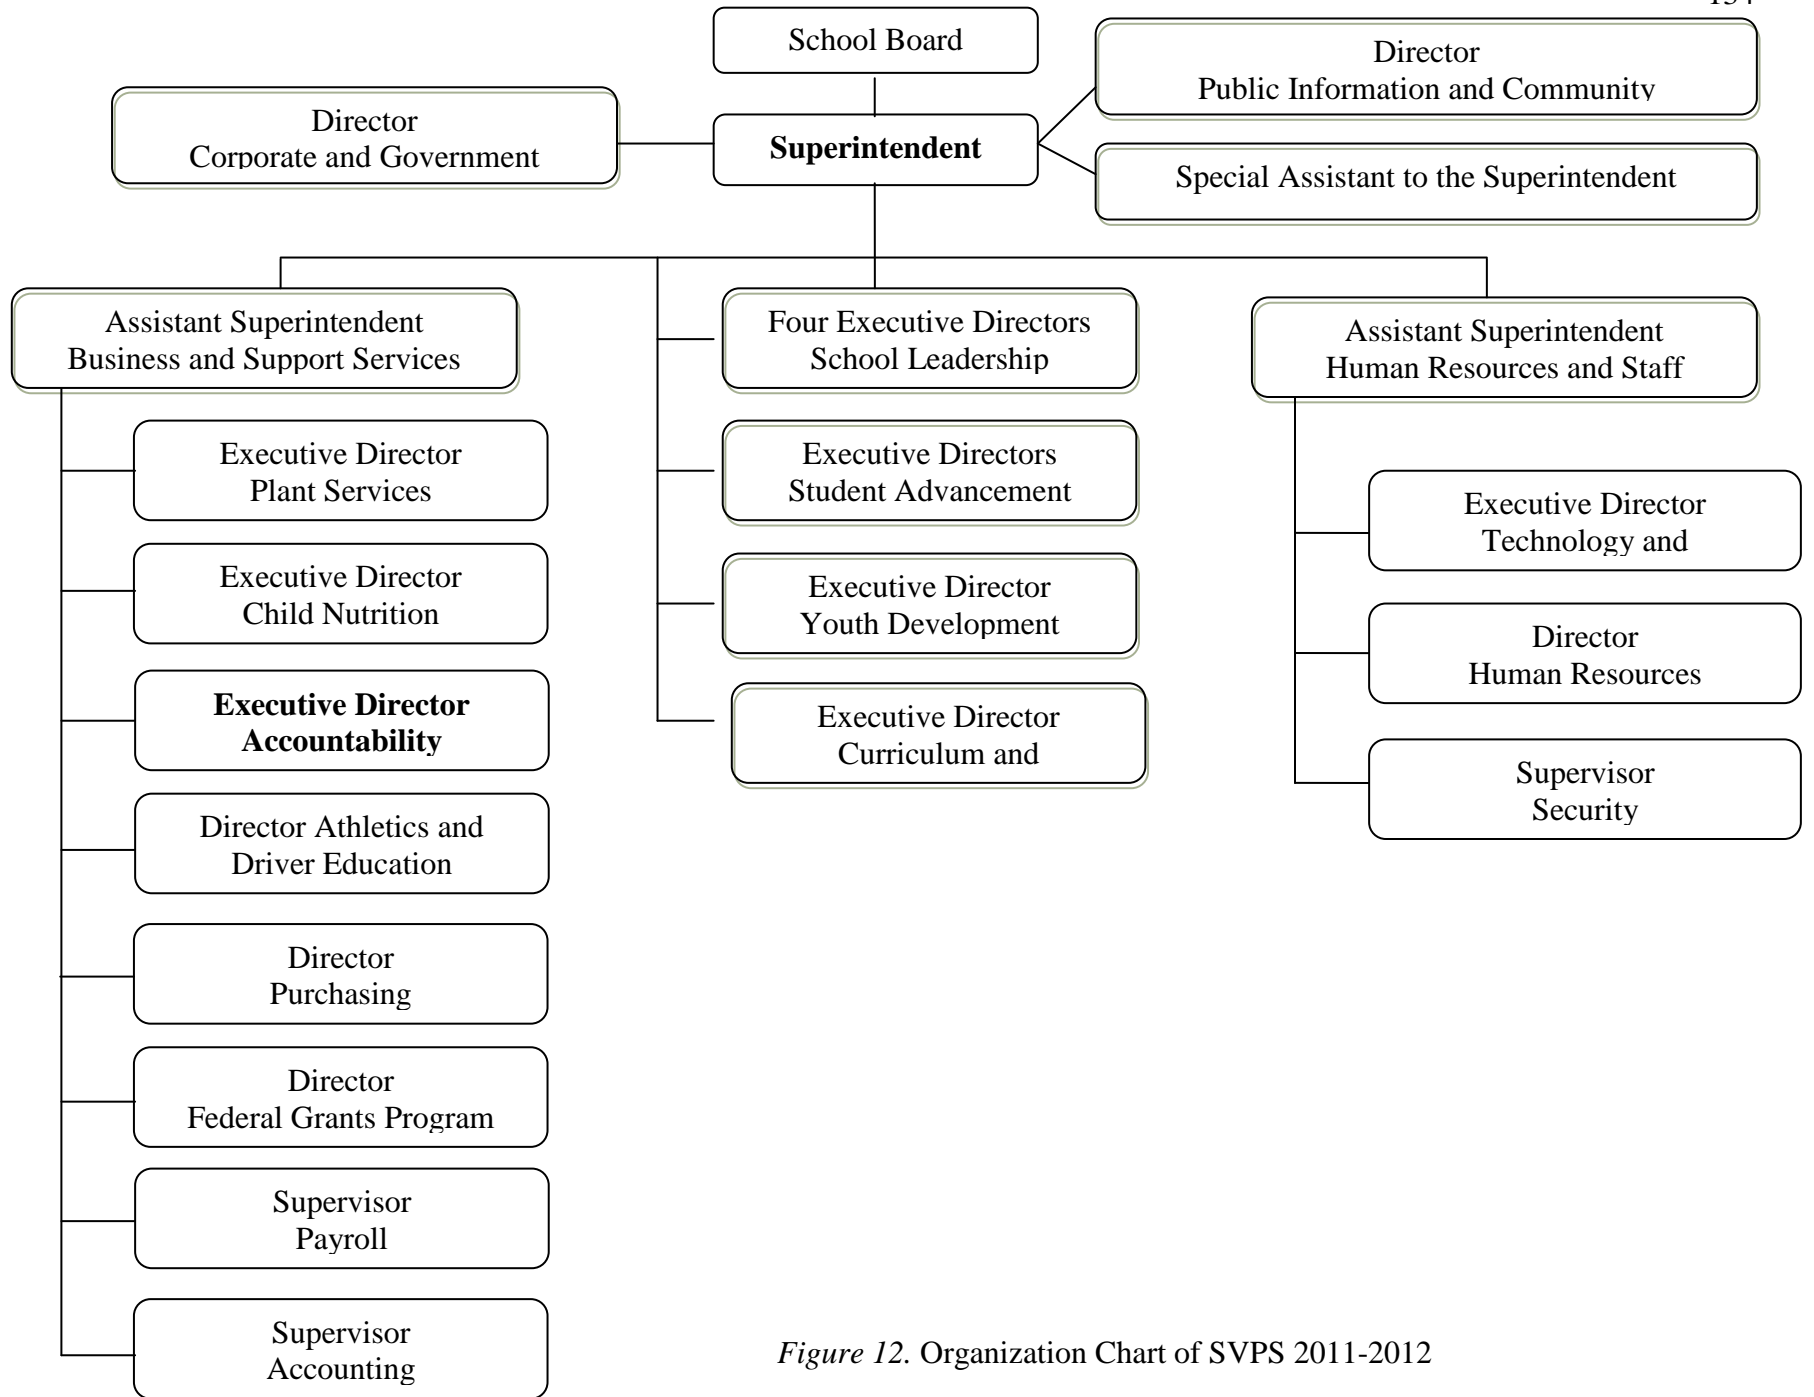 School Board
Director
Public Information and Community
Director
Corporate and Government
Superintendent
Special Assistant to the Superintendent
Assistant Superintendent
Business and Support Services
Four Executive Directors
School Leadership
Assistant Superintendent
Human Resources and Staff
Executive Director
Plant Services
Executive Director
Child Nutrition
Executive Director
Accountability
Director Athletics and
Driver Education
Director
Purchasing
Director
Federal Grants Program
Supervisor
Payroll
Supervisor
Accounting
Executive Directors
Student Advancement
Executive Director
Youth Development
Executive Director
Curriculum and
Executive Director
Technology and
Director
Human Resources
Supervisor
Security
Figure 12. Organization Chart of SVPS 2011-2012